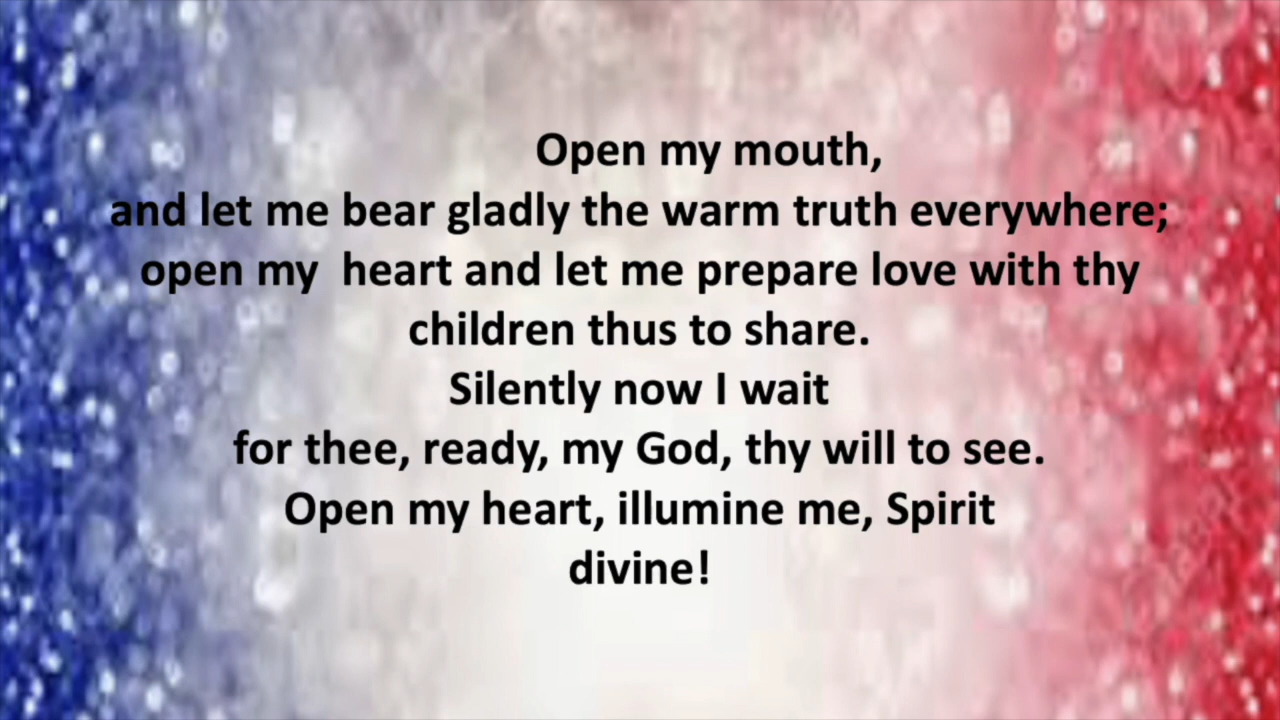 Open my mouth,
and let me bear gladly the warm truth everywhere;
open my  heart and let me prepare love with thy
children thus to share.
Silently now I wait
for thee, ready, my God, thy will to see.
Open my heart, illumine me, Spirit
divine!